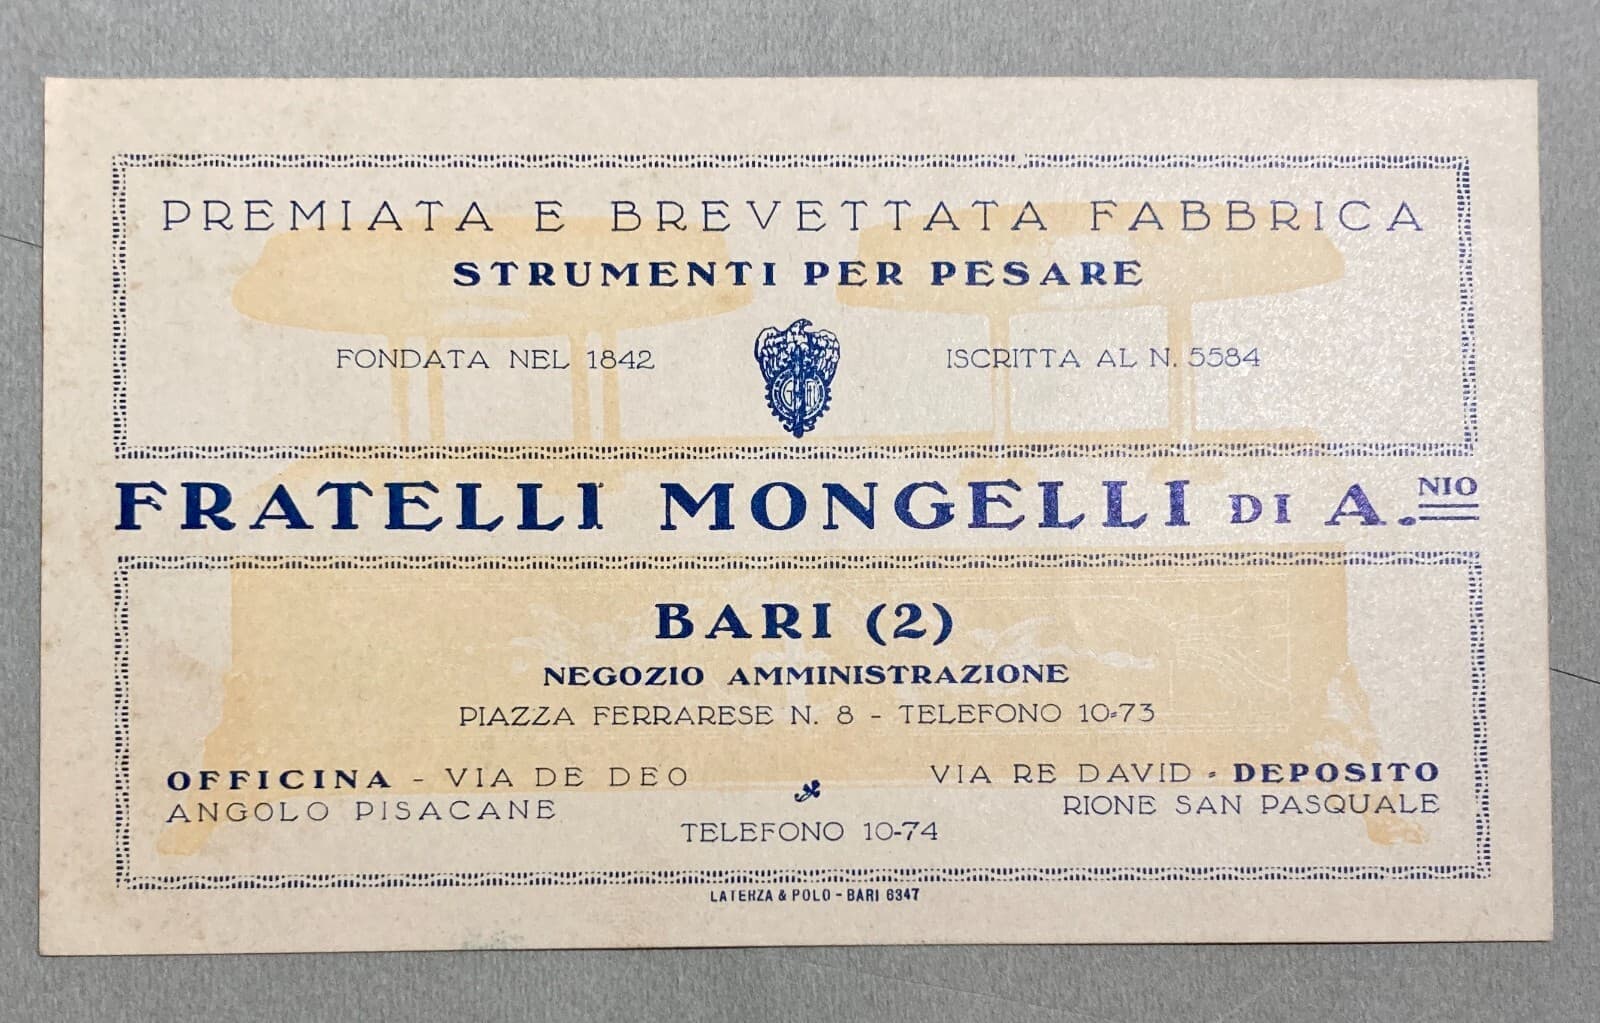 PREMIATA E BREVETTATA FABBRICA
STRUMENTI PER PESARE
FONDATA NEL 1842
ISCRITTA AL N. 5584
FRATELLI MONGELLI DI A.NIO
BARI (2)
NEGOZIO AMMINISTRAZIONE
PIAZZA FERRARESE N. 8 - TELEFONO 10-73
OFFICINA - VIA DE DEO
ANGOLO PISACANE
VIA RE DAVID - DEPOSITO
RIONE SAN PASQUALE
TELEFONO 10-74
LATERZA & POLO - BARI 6347